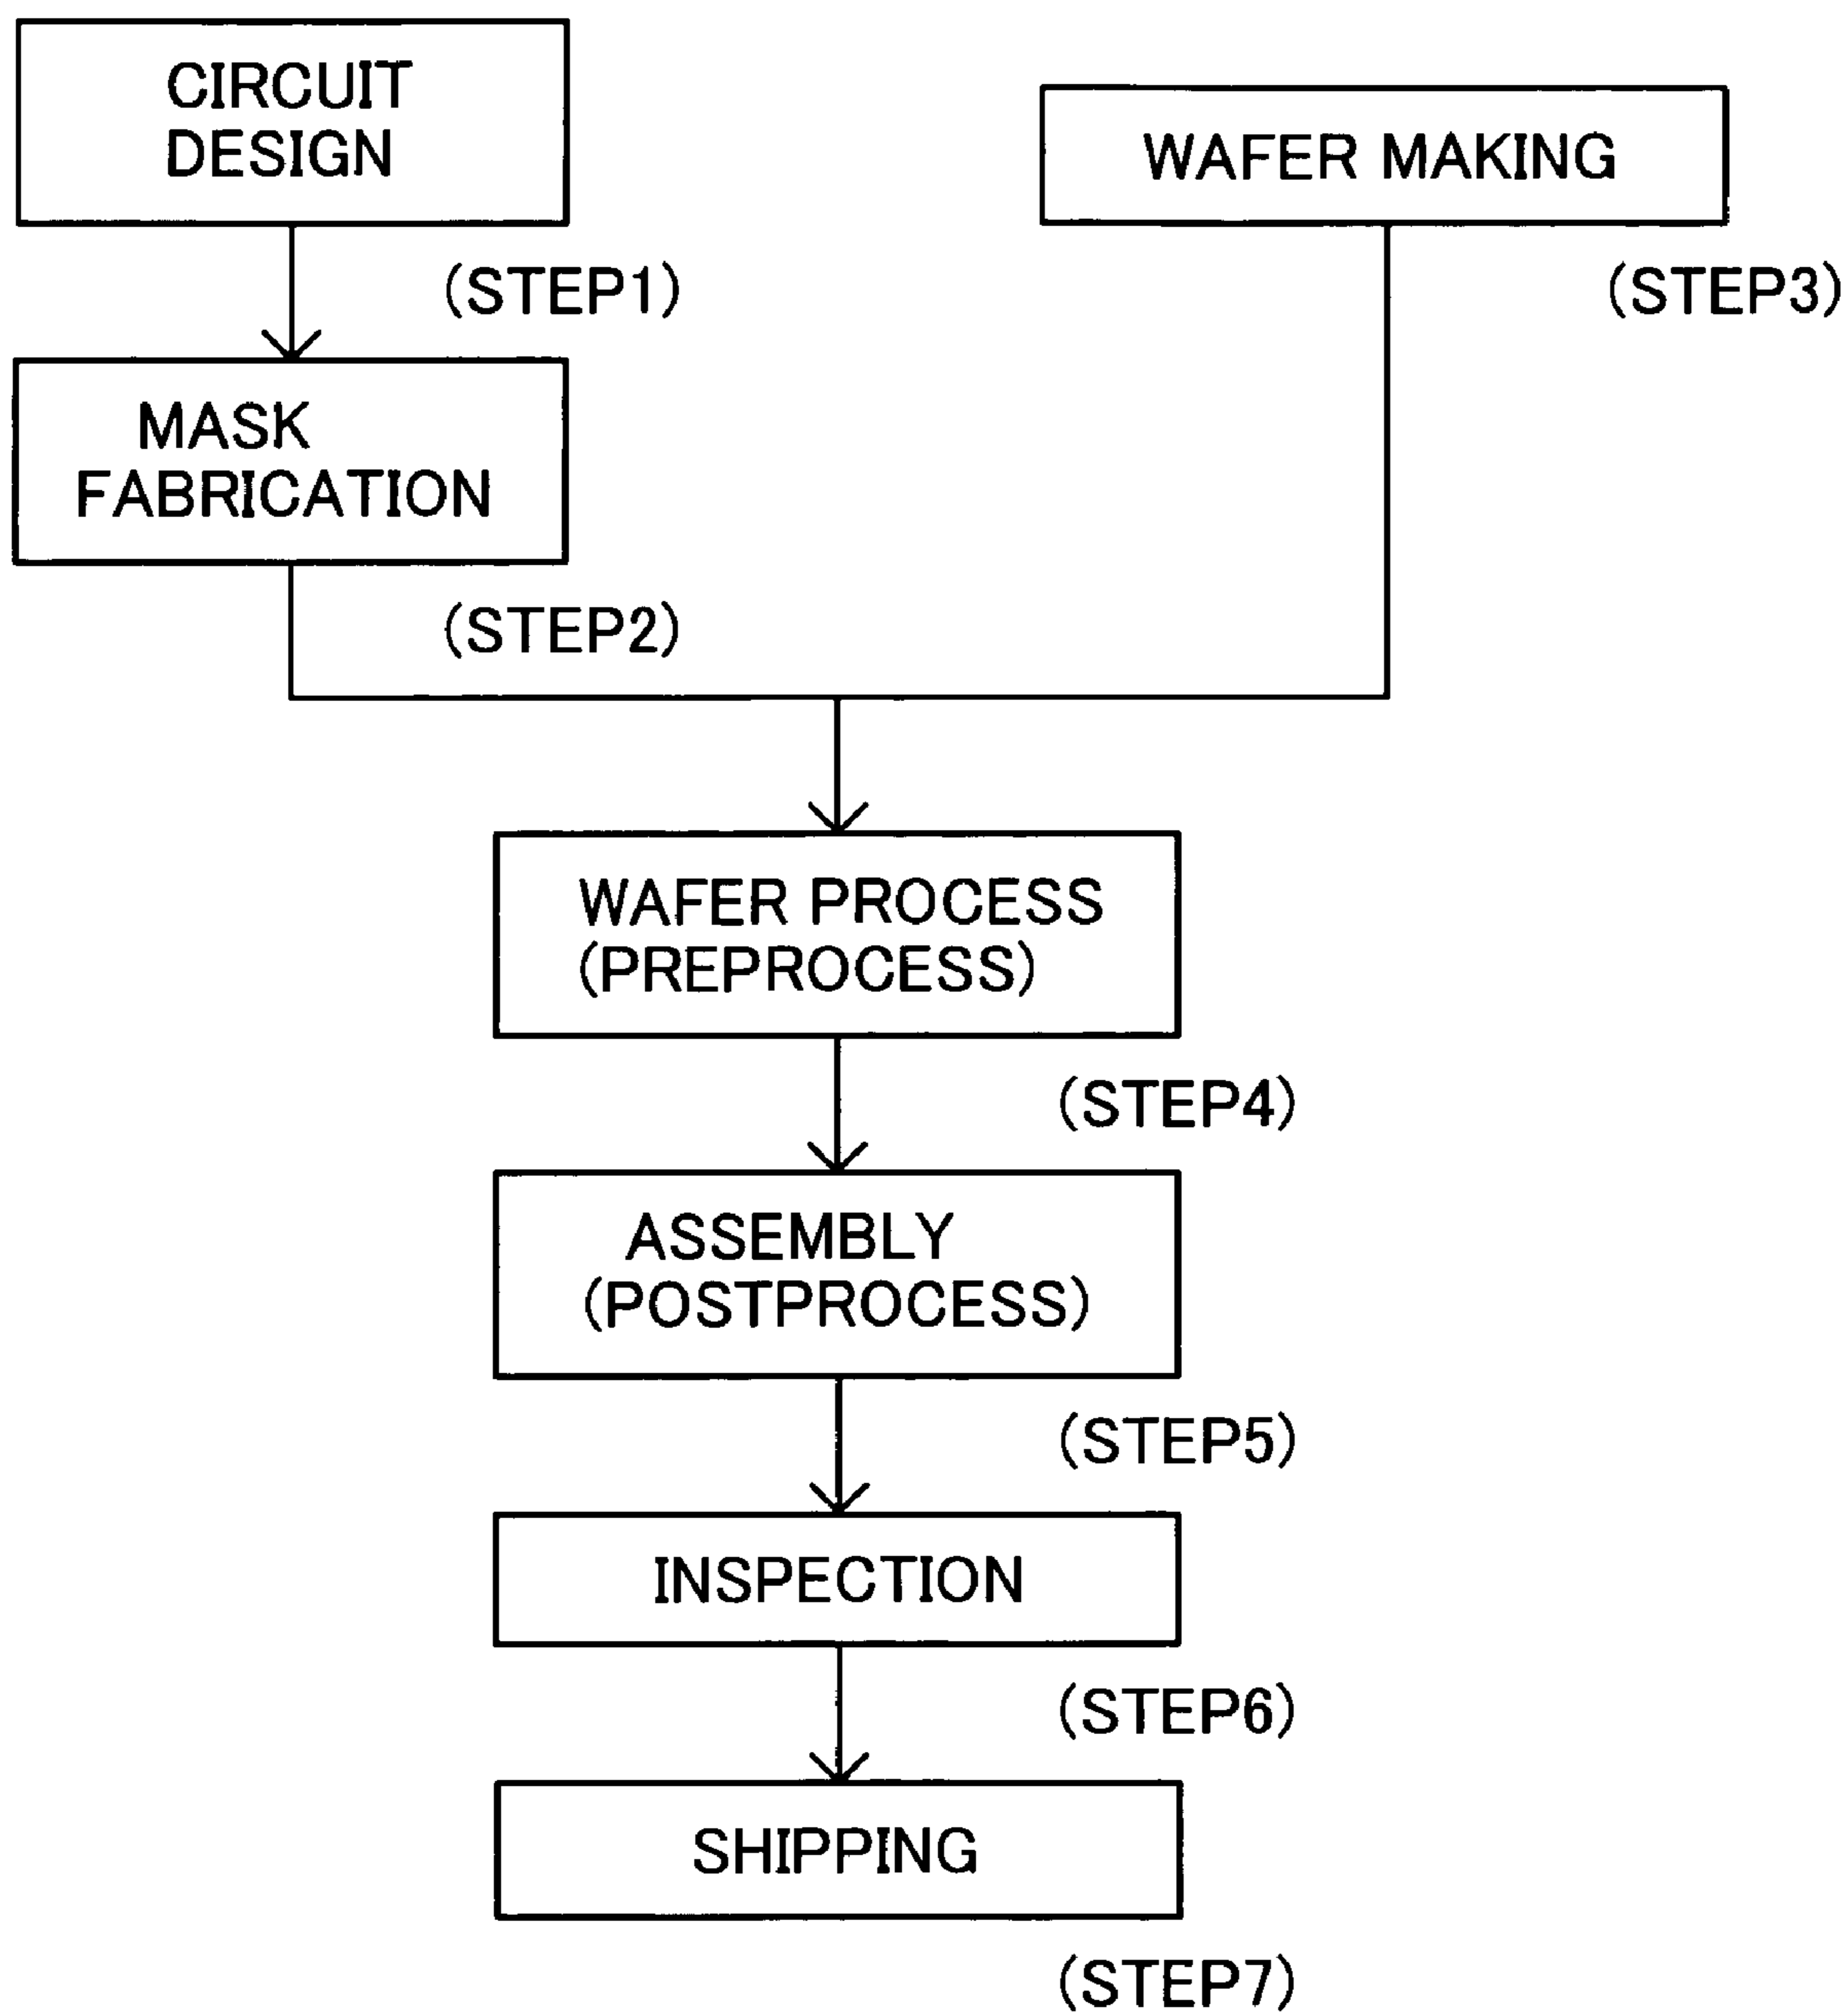 CIRCUIT
DESIGN
(STEP1)
MASK
FABRICATION
(STEP2)
WAFER MAKING
(STEP3)
WAFER PROCESS
(PREPROCESS)
(STEP4)
ASSEMBLY
(POSTPROCESS)
(STEP5)
INSPECTION
(STEP6)
SHIPPING
(STEP7)